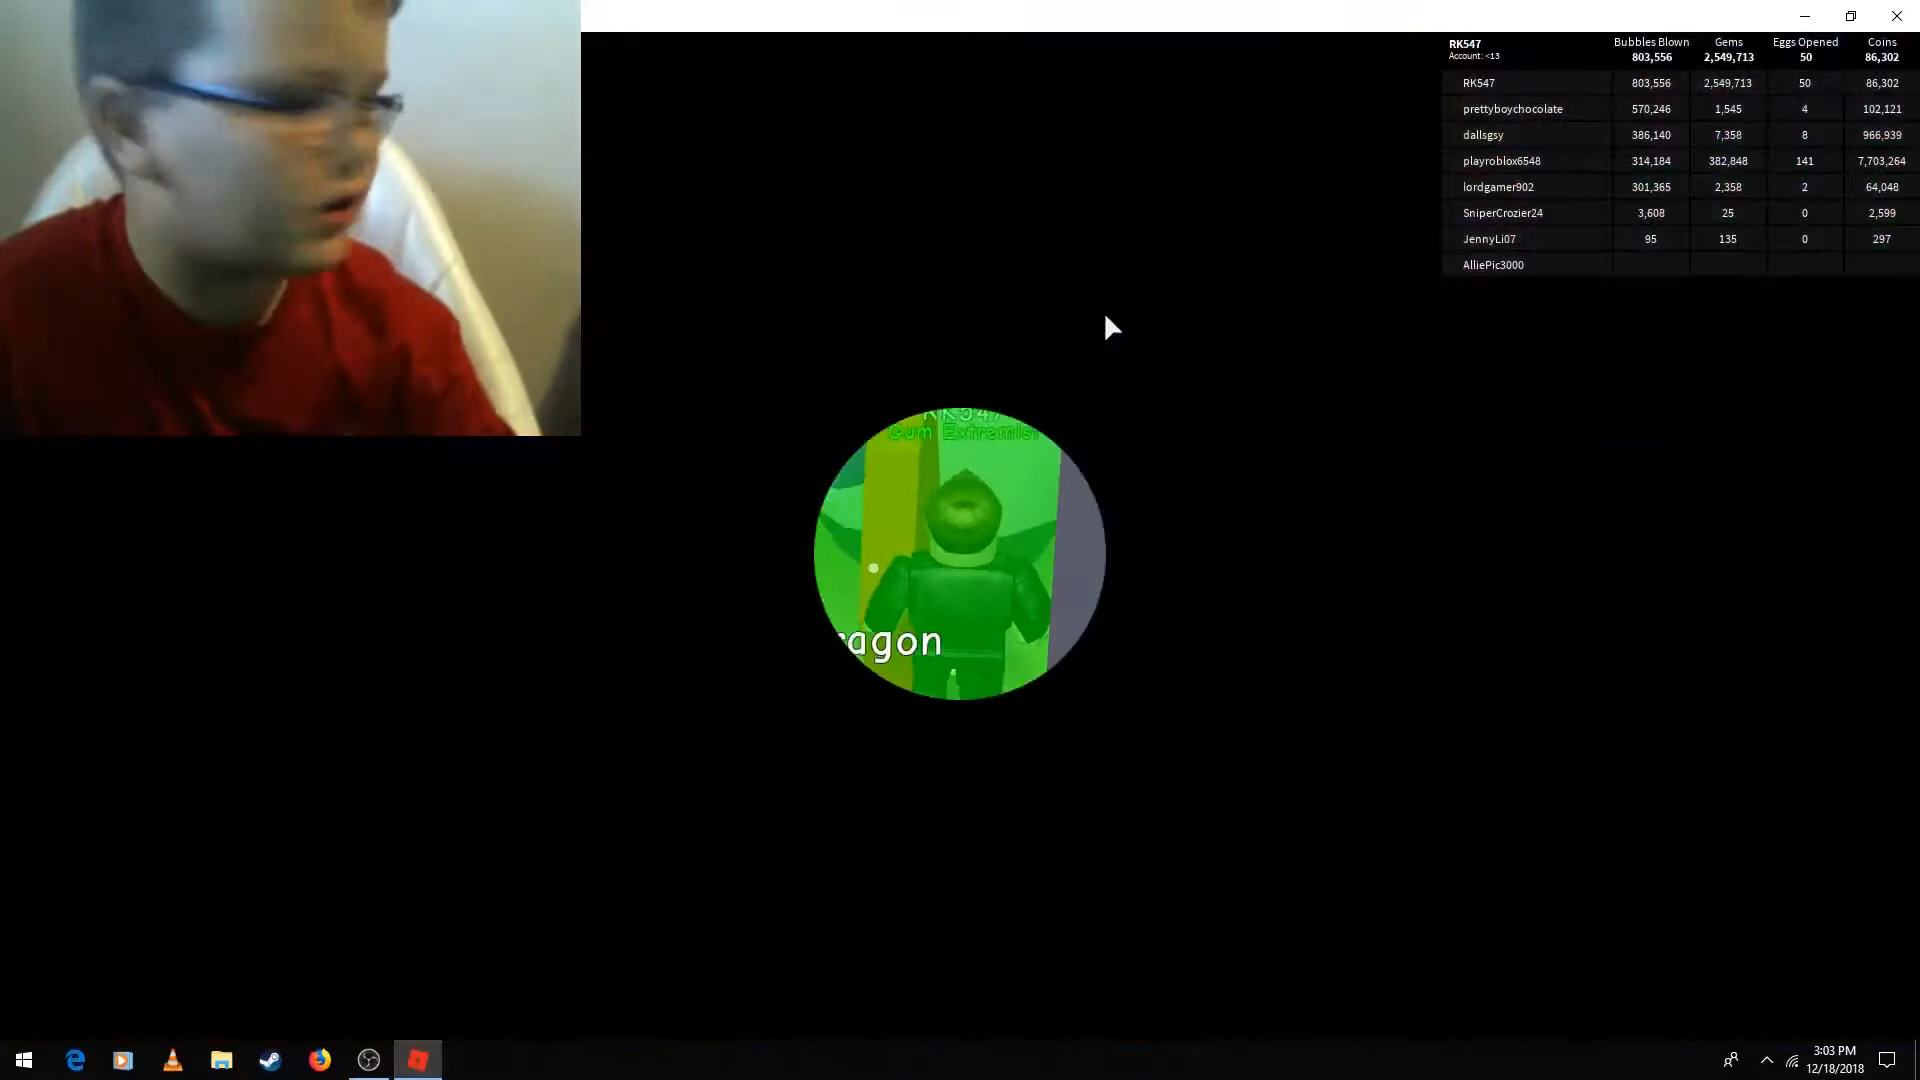 RK547 Bubbles Blown Gems Eggs Opened Coins
Account: <13 803,556 2,549,713 50 86,302
RK547 803,556 2,549,713 50 86,302
prettyboychocolate 570,246 1,545 4 102,121
dallsgsy 386,140 7,358 8 966,939
playroblox6548 314,184 382,848 141 7,703,264
lordgamer902 301,365 2,358 2 64,048
SniperCrozier24 3,608 25 0 2,599
JennyLi07 95 135 0 297
AlliePic3000
RK547
Gum Extremist
ragon
3:03 PM
12/18/2018